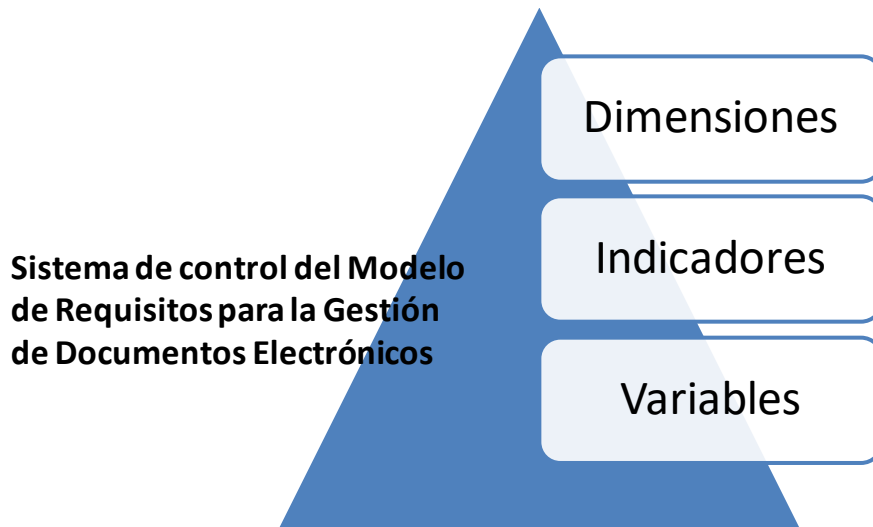 Dimensiones
Sistema de control del Modelo
de Requisitos para la Gestión
de Documentos Electrónicos
Indicadores
Variables